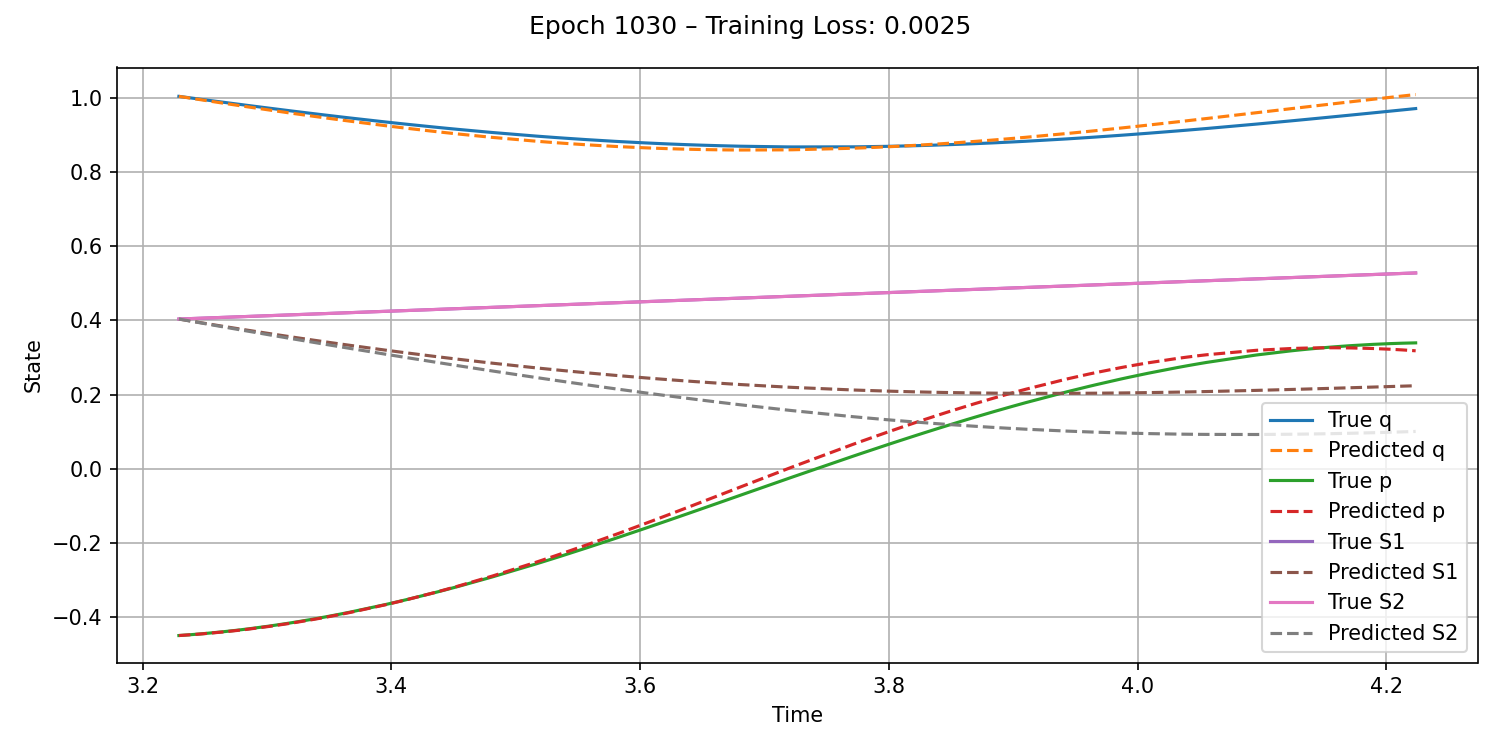 Epoch 1030 – Training Loss: 0.0025
1.0
0.8
0.6
0.4
0.2
0.0
−0.2
−0.4
State
3.2
3.4
3.6
3.8
4.0
4.2
Time
True q
Predicted q
True p
Predicted p
True S1
Predicted S1
True S2
Predicted S2